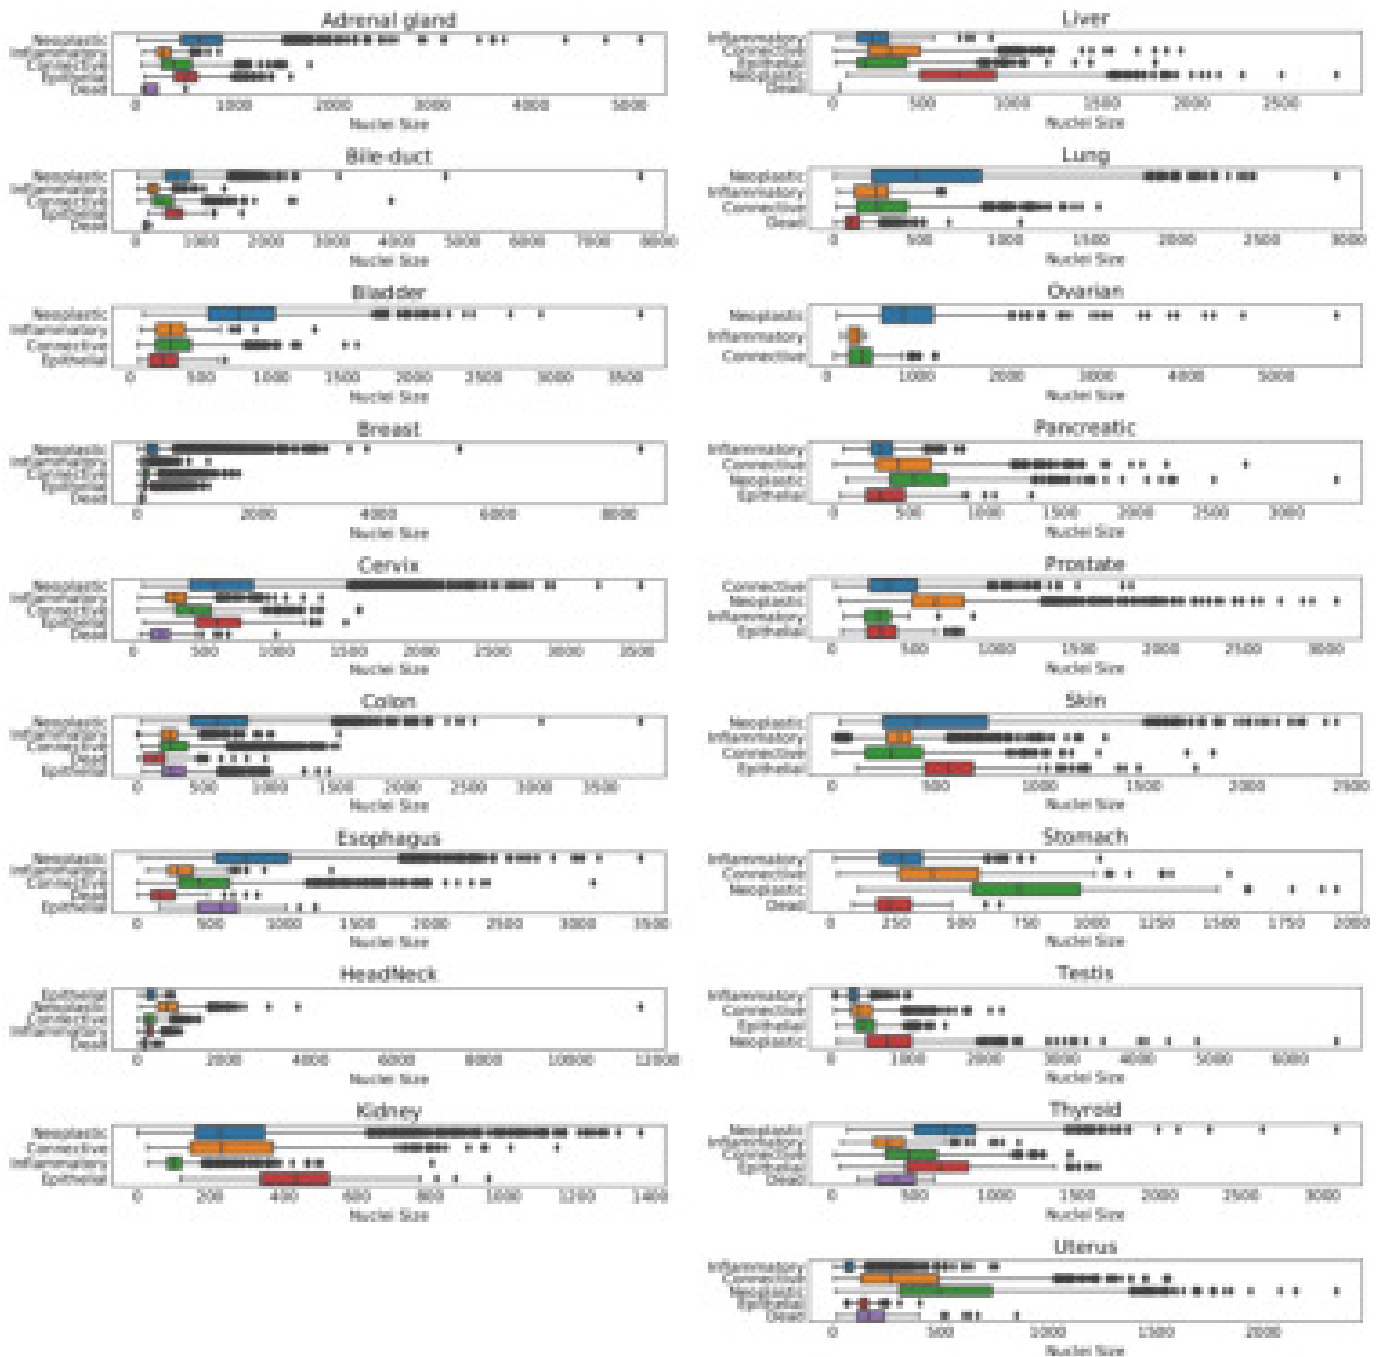 Adrenal gland
Neoplastic
Inflammatory
Connective
Epithelial
Dead
0 1000 2000 3000 4000 5000
Nuclei Size
Bile-duct
Neoplastic
Inflammatory
Connective
Epithelial
Dead
0 1000 2000 3000 4000 5000 6000 7000 8000
Nuclei Size
Bladder
Neoplastic
Inflammatory
Connective
Epithelial
0 500 1000 1500 2000 2500 3000 3500
Nuclei Size
Breast
Neoplastic
Inflammatory
Connective
Epithelial
Dead
0 2000 4000 6000 8000
Nuclei Size
Cervix
Neoplastic
Inflammatory
Connective
Epithelial
Dead
0 500 1000 1500 2000 2500 3000 3500
Nuclei Size
Colon
Neoplastic
Inflammatory
Connective
Dead
Epithelial
0 500 1000 1500 2000 2500 3000 3500
Nuclei Size
Esophagus
Neoplastic
Inflammatory
Connective
Dead
Epithelial
0 500 1000 1500 2000 2500 3000 3500
Nuclei Size
HeadNeck
Epithelial
Neoplastic
Connective
Inflammatory
Dead
0 2000 4000 6000 8000 10000 12000
Nuclei Size
Kidney
Neoplastic
Connective
Inflammatory
Epithelial
0 200 400 600 800 1000 1200 1400
Nuclei Size
Liver
Inflammatory
Connective
Epithelial
Neoplastic
Dead
0 500 1000 1500 2000 2500
Nuclei Size
Lung
Neoplastic
Inflammatory
Connective
Dead
0 500 1000 1500 2000 2500 3000
Nuclei Size
Ovarian
Neoplastic
Inflammatory
Connective
0 1000 2000 3000 4000 5000
Nuclei Size
Pancreatic
Inflammatory
Connective
Neoplastic
Epithelial
0 500 1000 1500 2000 2500 3000
Nuclei Size
Prostate
Connective
Neoplastic
Inflammatory
Epithelial
0 500 1000 1500 2000 2500 3000
Nuclei Size
Skin
Neoplastic
Inflammatory
Connective
Epithelial
0 500 1000 1500 2000 2500
Nuclei Size
Stomach
Inflammatory
Connective
Neoplastic
Dead
0 250 500 750 1000 1250 1500 1750 2000
Nuclei Size
Testis
Inflammatory
Connective
Epithelial
Neoplastic
0 1000 2000 3000 4000 5000 6000
Nuclei Size
Thyroid
Neoplastic
Inflammatory
Connective
Epithelial
Dead
0 500 1000 1500 2000 2500 3000
Nuclei Size
Uterus
Inflammatory
Connective
Neoplastic
Epithelial
Dead
0 500 1000 1500 2000
Nuclei Size